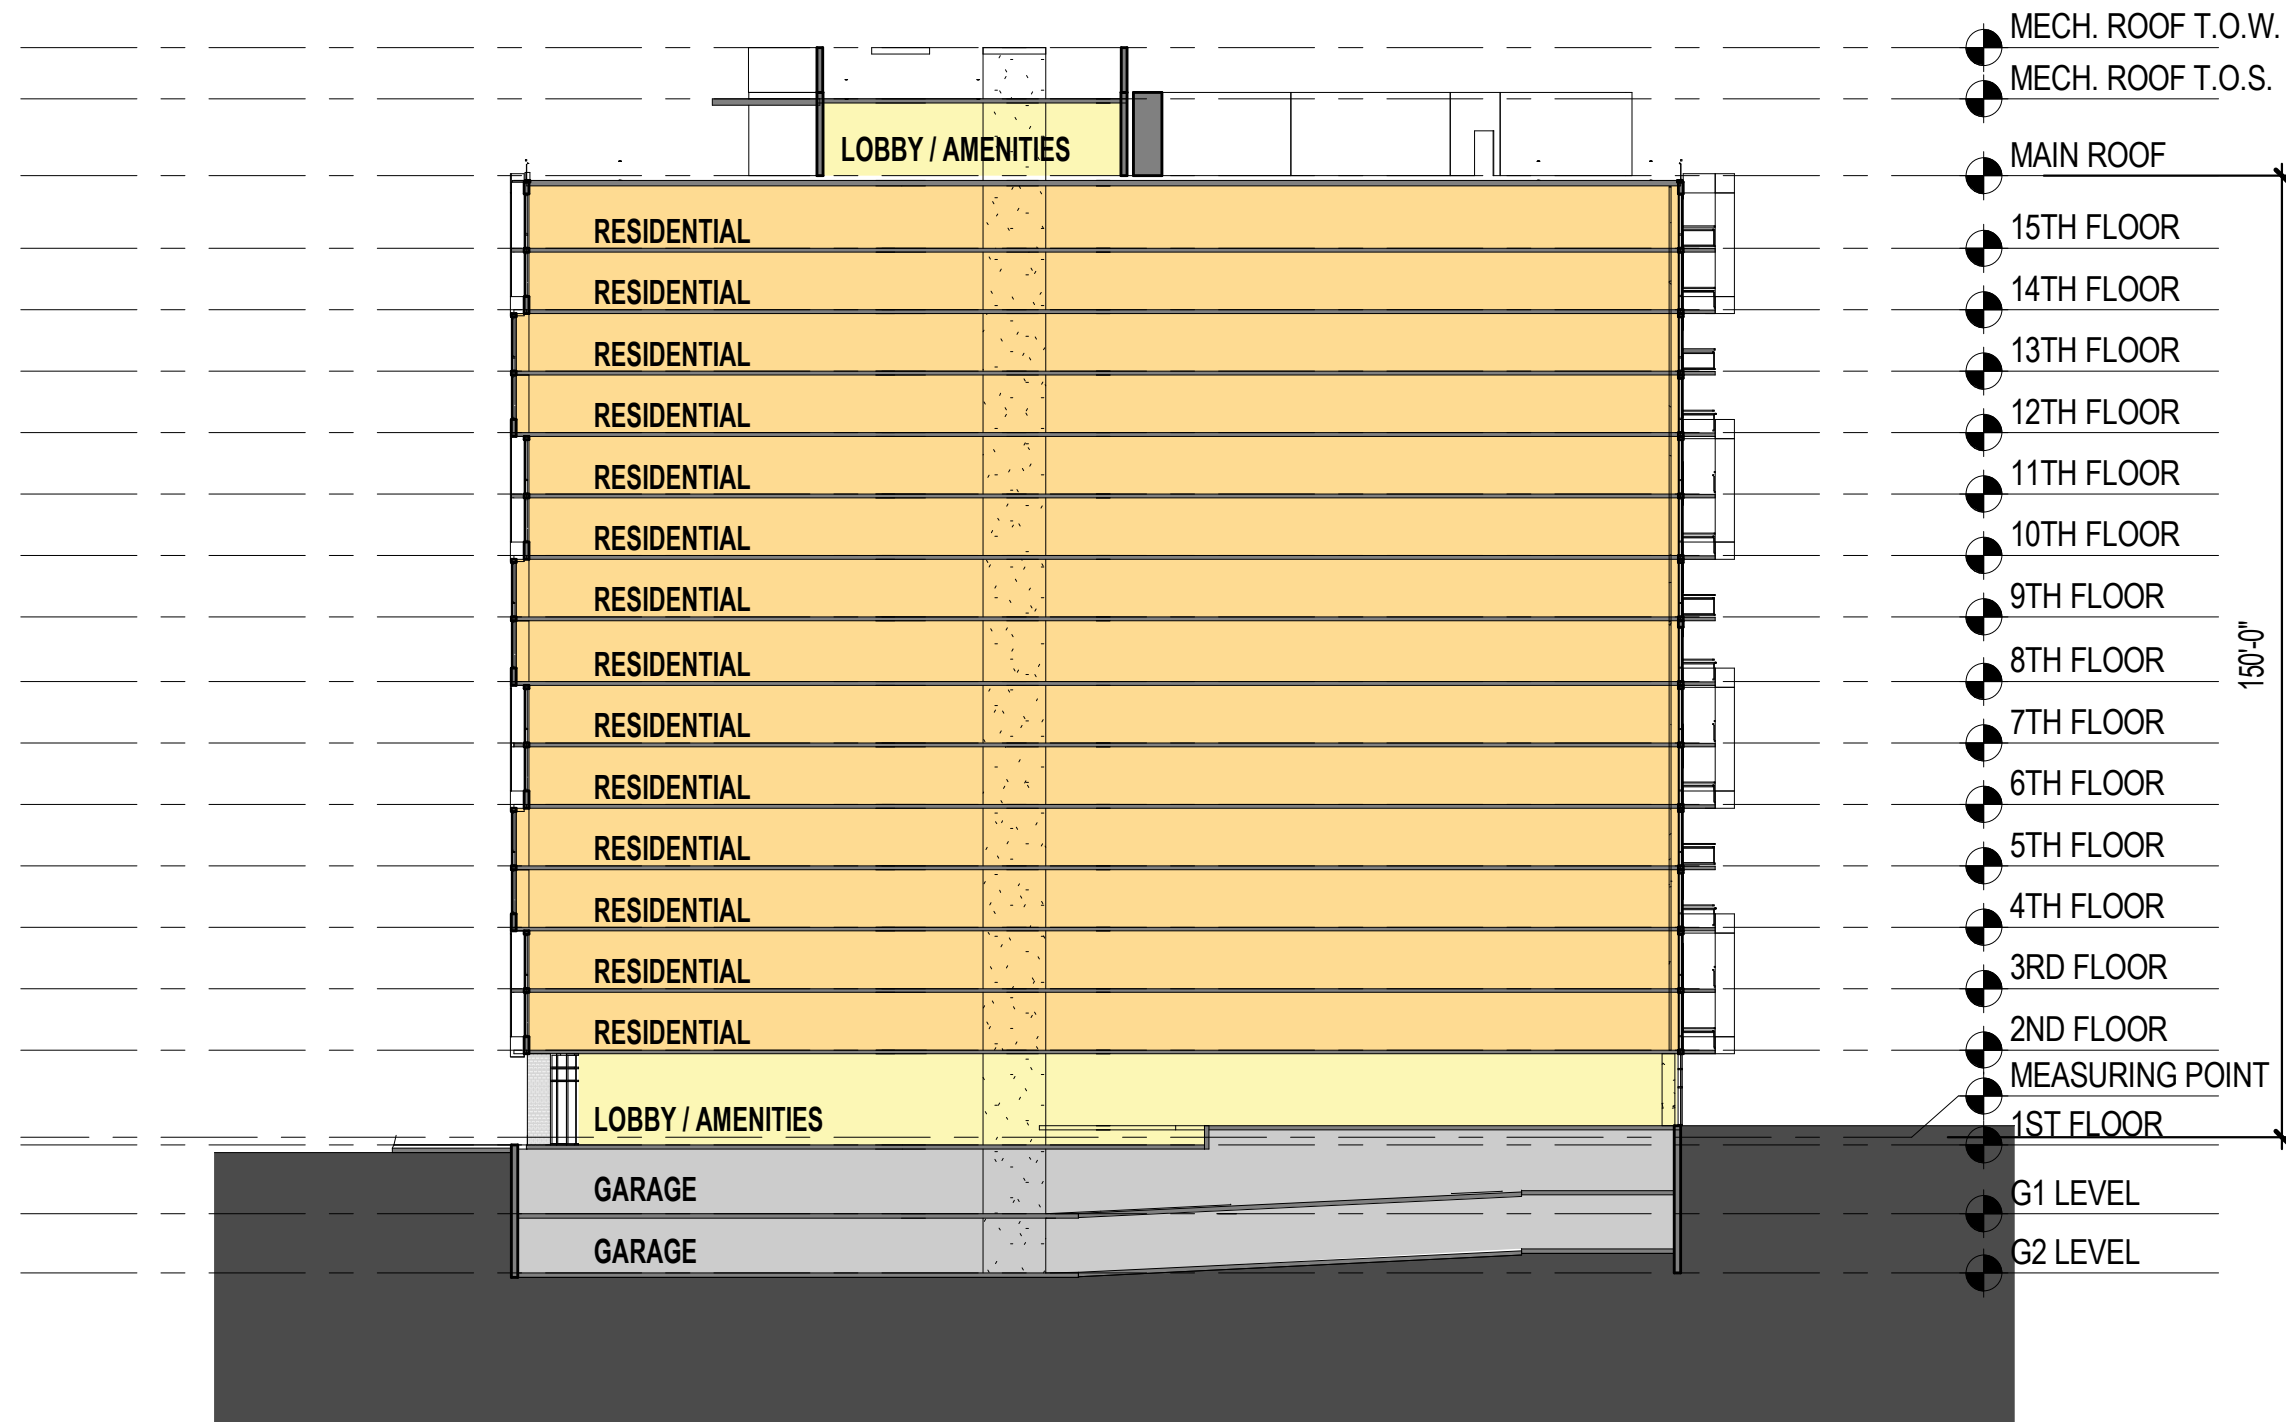 MECH. ROOF T.O.W.
MECH. ROOF T.O.S.
LOBBY / AMENITIES
MAIN ROOF
RESIDENTIAL
15TH FLOOR
RESIDENTIAL
14TH FLOOR
RESIDENTIAL
13TH FLOOR
RESIDENTIAL
12TH FLOOR
RESIDENTIAL
11TH FLOOR
RESIDENTIAL
10TH FLOOR
RESIDENTIAL
9TH FLOOR
150'-0"
RESIDENTIAL
8TH FLOOR
RESIDENTIAL
7TH FLOOR
RESIDENTIAL
6TH FLOOR
RESIDENTIAL
5TH FLOOR
RESIDENTIAL
4TH FLOOR
RESIDENTIAL
3RD FLOOR
RESIDENTIAL
2ND FLOOR
MEASURING POINT
LOBBY / AMENITIES
1ST FLOOR
GARAGE
G1 LEVEL
GARAGE
G2 LEVEL